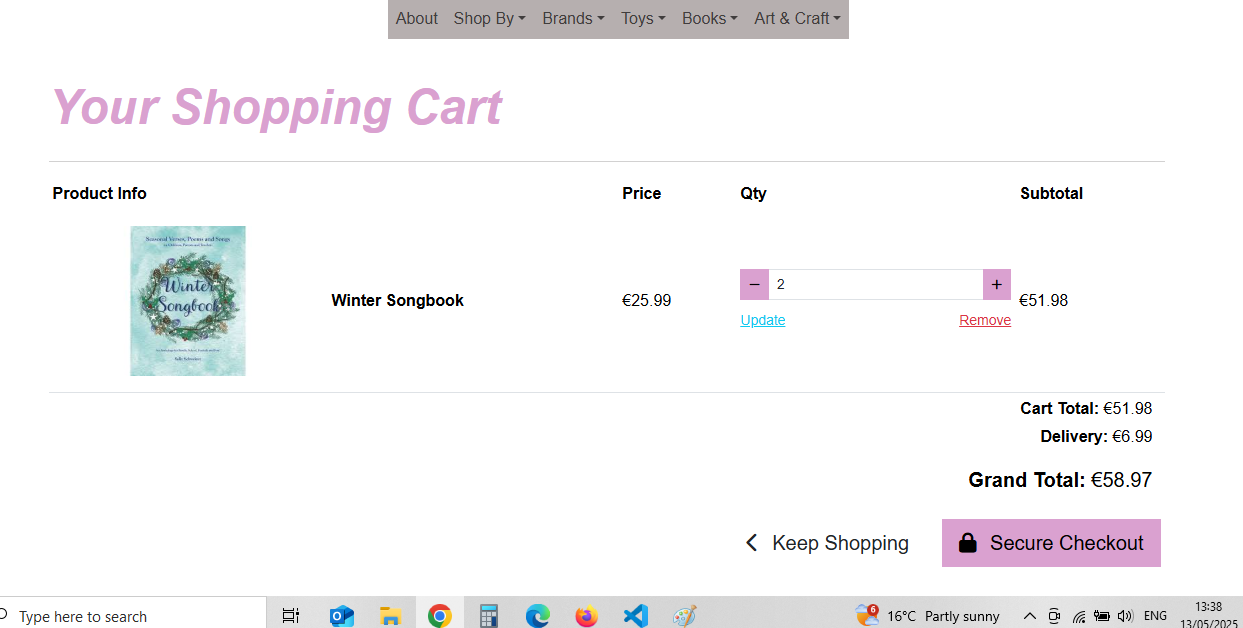 About Shop By Brands Toys Books Art & Craft
Your Shopping Cart
Product Info Price Qty Subtotal
Seasonal Verses, Poems and Songs
Winter
Songbook
Sally Schweizer
Winter Songbook €25.99 − 2 + €51.98
Update Remove
Cart Total: €51.98
Delivery: €6.99
Grand Total: €58.97
Keep Shopping Secure Checkout
Type here to search 6 16°C Partly sunny ENG 13:38
13/05/2025